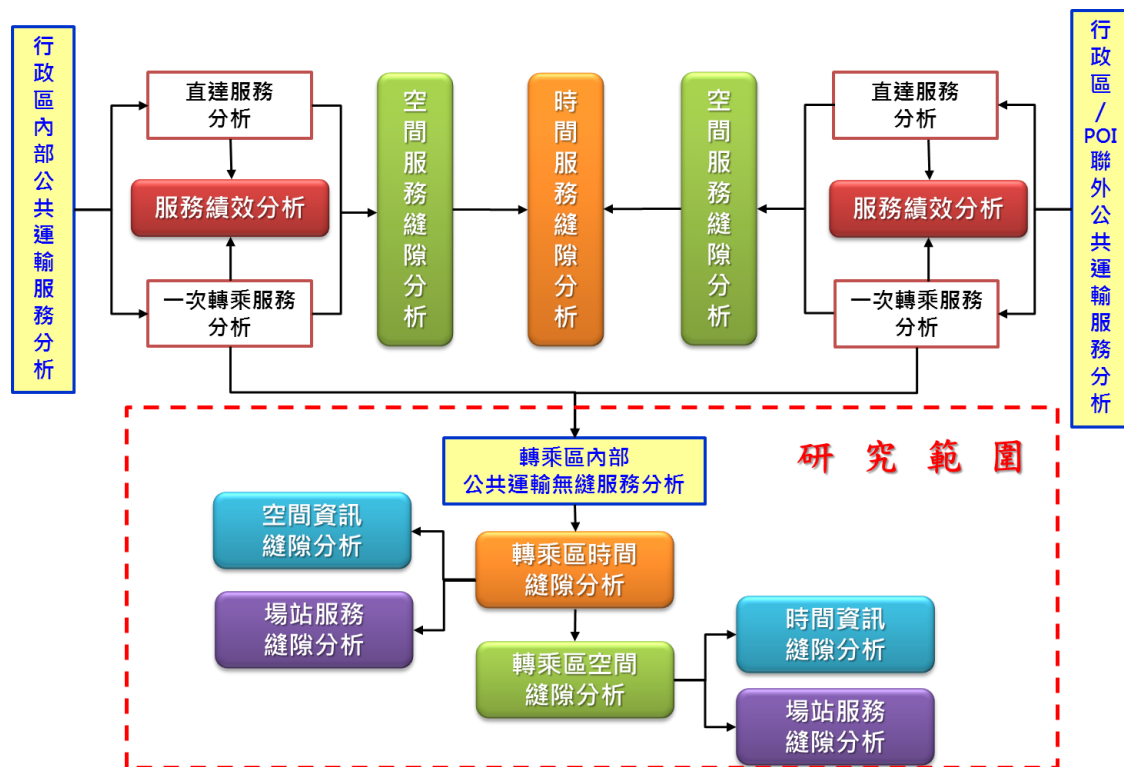 行政區內部公共運輸服務分析
直達服務
分析
服務績效分析
一次轉乘服務
分析
空間服務縫隙分析
時間服務縫隙分析
空間服務縫隙分析
直達服務
分析
服務績效分析
一次轉乘服務
分析
行政區/POI聯外公共運輸服務分析
研究範圍
轉乘區內部
公共運輸無縫服務分析
空間資訊
縫隙分析
轉乘區時間
縫隙分析
場站服務
縫隙分析
轉乘區空間
縫隙分析
時間資訊
縫隙分析
場站服務
縫隙分析